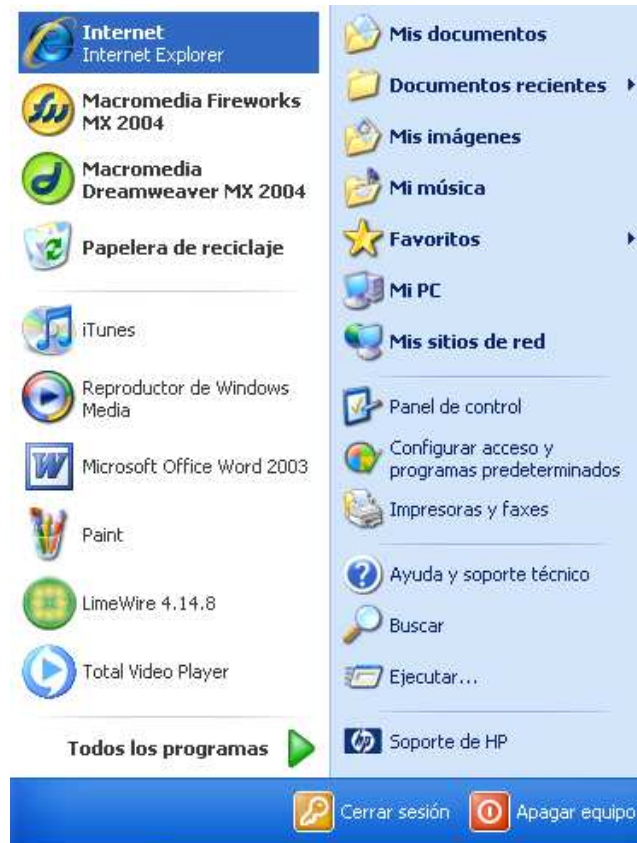 Internet
Internet Explorer
Macromedia Fireworks
MX 2004
Macromedia
Dreamweaver MX 2004
Papelera de reciclaje
iTunes
Reproductor de Windows
Media
Microsoft Office Word 2003
Paint
LimeWire 4.14.8
Total Video Player
Todos los programas
Mis documentos
Documentos recientes
Mis imágenes
Mi música
Favoritos
Mi PC
Mis sitios de red
Panel de control
Configurar acceso y
programas predeterminados
Impresoras y faxes
Ayuda y soporte técnico
Buscar
Ejecutar...
Soporte de HP
Cerrar sesión
Apagar equipo